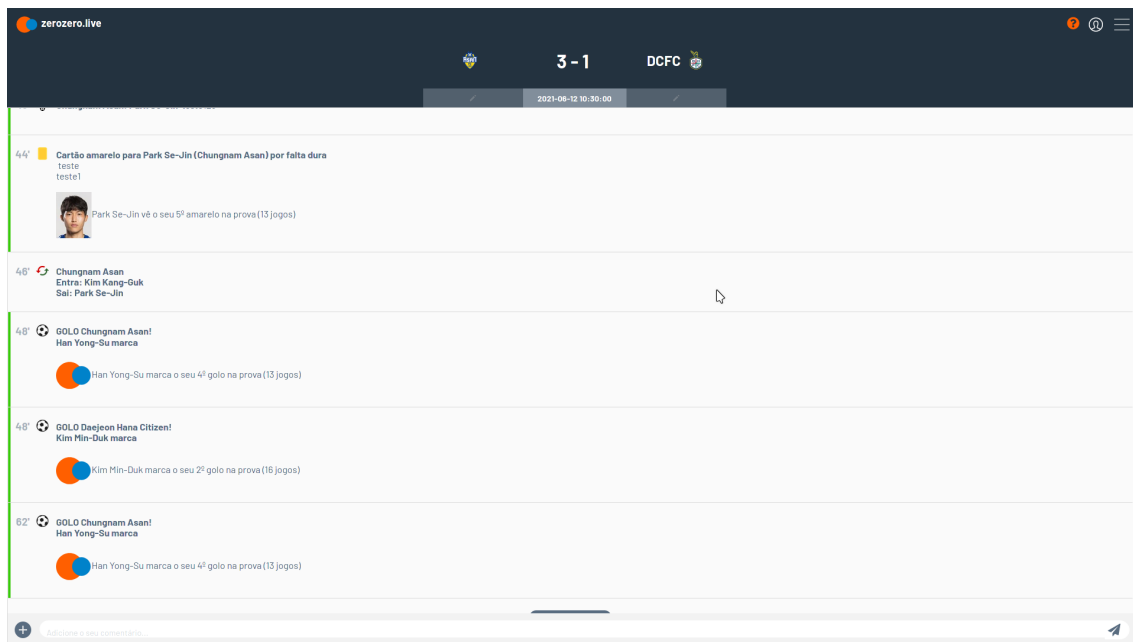 zerozero.live
?
3 - 1
DCFC
2021-06-12 10:30:00
44'
Cartão amarelo para Park Se-Jin (Chungnam Asan) por falta dura
teste
teste1
Park Se-Jin vê o seu 5º amarelo na prova (13 jogos)
46'
Chungnam Asan
Entra: Kim Kang-Guk
Sai: Park Se-Jin
48'
GOLO Chungnam Asan!
Han Yong-Su marca
Han Yong-Su marca o seu 4º golo na prova (13 jogos)
48'
GOLO Daejeon Hana Citizen!
Kim Min-Duk marca
Kim Min-Duk marca o seu 2º golo na prova (16 jogos)
62'
GOLO Chungnam Asan!
Han Yong-Su marca
Han Yong-Su marca o seu 4º golo na prova (13 jogos)
Adicione o seu comentário...